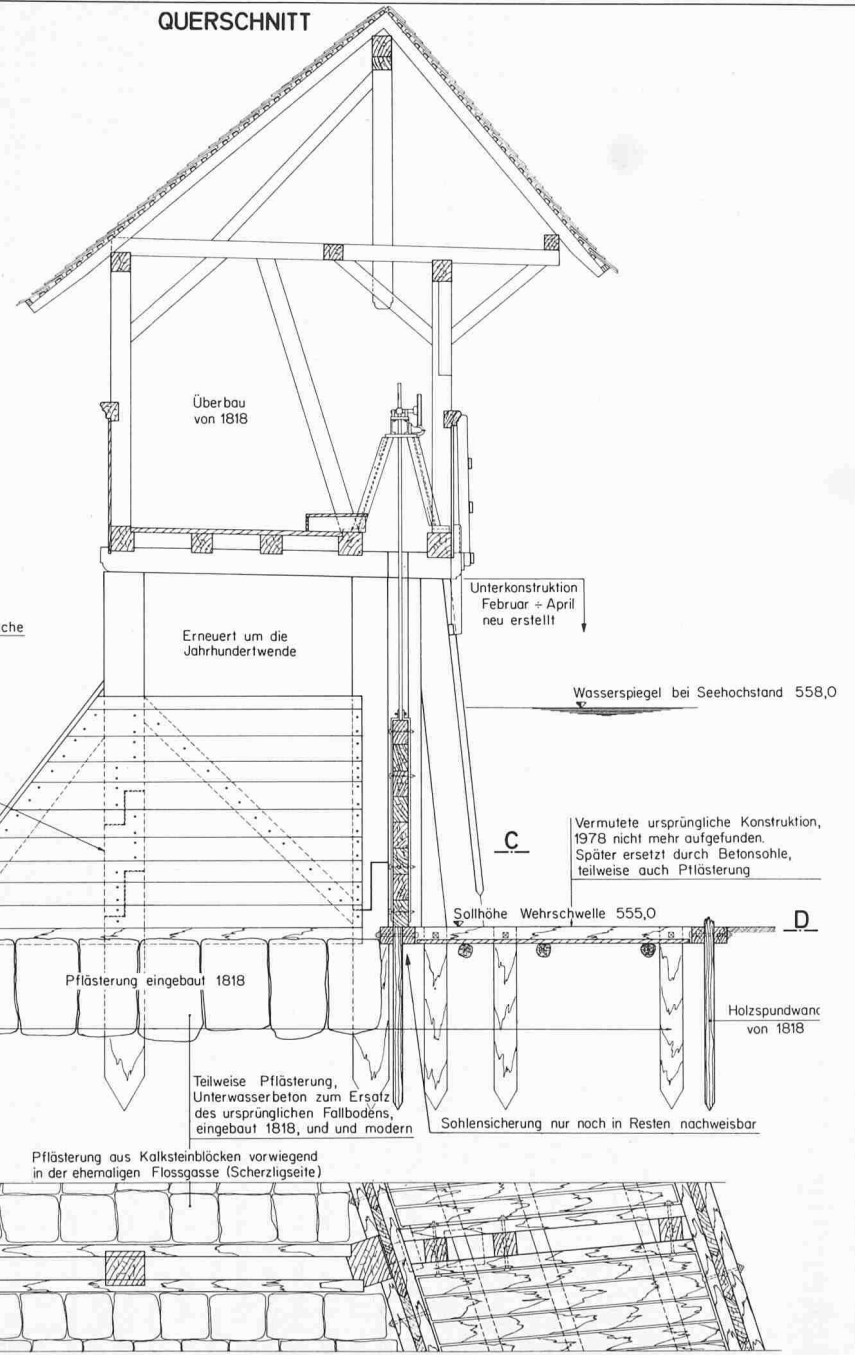 QUERSCHNITT
Überbau
von 1818
Unterkonstruktion
Februar ÷ April
neu erstellt
che
Erneuert um die
Jahrhundertwende
Wasserspiegel bei Seehochstand 558,0
Vermutete ursprüngliche Konstruktion,
1978 nicht mehr aufgefunden.
Später ersetzt durch Betonsohle,
teilweise auch Pflästerung
C
Sollhöhe Wehrschwelle 555,0
D
Pflästerung eingebaut 1818
Holzspundwand
von 1818
Teilweise Pflästerung,
Unterwasserbeton zum Ersatz
des ursprünglichen Fallbodens,
eingebaut 1818, und und modern
Sohlensicherung nur noch in Resten nachweisbar
Pflästerung aus Kalksteinblöcken vorwiegend
in der ehemaligen Flossgasse (Scherzligseite)